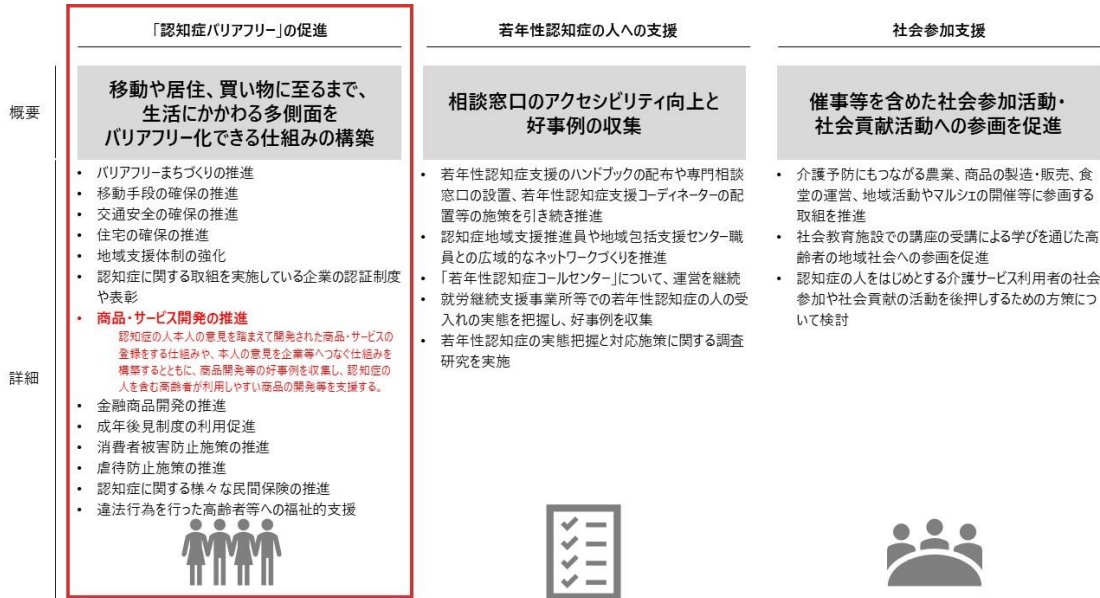 「認知症バリアフリー」の促進
若年性認知症の人への支援
社会参加支援
概要
移動や居住、買い物に至るまで、
生活にかかわる多側面を
バリアフリー化できる仕組みの構築
相談窓口のアクセシビリティ向上と
好事例の収集
催事等を含めた社会参加活動・
社会貢献活動への参画を促進
詳細
• バリアフリーまちづくりの推進
• 移動手段の確保の推進
• 交通安全の確保の推進
• 住宅の確保の推進
• 地域支援体制の強化
• 認知症に関する取組を実施している企業の認証制度
や表彰
• 商品・サービス開発の推進
認知症の人本人の意見を踏まえて開発された商品・サービスの
登録をする仕組みや、本人の意見を企業等へつなぐ仕組みを
構築するとともに、商品開発等の好事例を収集し、認知症の
人を含む高齢者が利用しやすい商品の開発等を支援する。
• 金融商品開発の推進
• 成年後見制度の利用促進
• 消費者被害防止施策の推進
• 虐待防止施策の推進
• 認知症に関する様々な民間保険の推進
• 違法行為を行った高齢者等への福祉的支援
• 若年性認知症支援のハンドブックの配布や専門相談
窓口の設置、若年性認知症支援コーディネーターの配
置等の施策を引き続き推進
• 認知症地域支援推進員や地域包括支援センター職
員との広域的なネットワークづくりを推進
• 「若年性認知症コールセンター」について、運営を継続
• 就労継続支援事業所等での若年性認知症の人の受
入れの実態を把握し、好事例を収集
• 若年性認知症の実態把握と対応施策に関する調査
研究を実施
• 介護予防にもつながる農業、商品の製造・販売、食
堂の運営、地域活動やマルシェの開催等に参画する
取組を推進
• 社会教育施設での講座の受講による学びを通じた高
齢者の地域社会への参画を促進
• 認知症の人をはじめとする介護サービス利用者の社会
参加や社会貢献の活動を後押しするための方策につ
いて検討